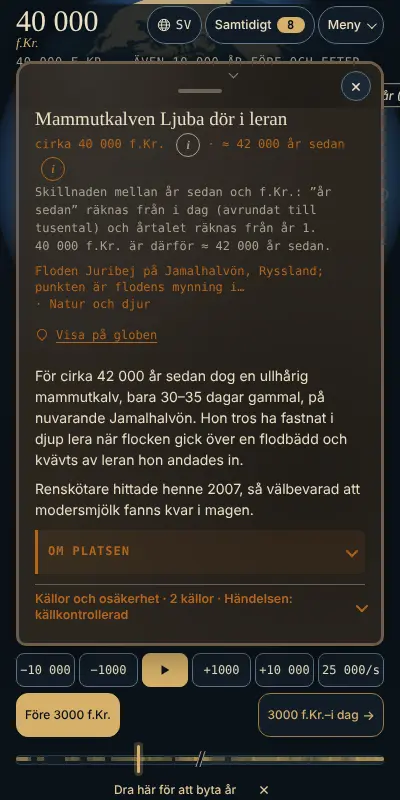 40 000
f.Kr.
SV
Samtidigt 8
Meny
40 000 F.KR. ÄVEN 10 000 ÅR FÖRE OCH EFTER
år (
Mammutkalven Ljuba dör i leran
cirka 40 000 f.Kr. i · ≈ 42 000 år sedan
i
Skillnaden mellan år sedan och f.Kr.: ”år
sedan” räknas från i dag (avrundat till
tusental) och årtalet räknas från år 1.
40 000 f.Kr. är därför ≈ 42 000 år sedan.
Floden Juribej på Jamalhalvön, Ryssland;
punkten är flodens mynning i…
· Natur och djur
Visa på globen
För cirka 42 000 år sedan dog en ullhårig
mammutkalv, bara 30–35 dagar gammal, på
nuvarande Jamalhalvön. Hon tros ha fastnat i
djup lera när flocken gick över en flodbädd och
kvävts av leran hon andades in.
Renskötare hittade henne 2007, så välbevarad att
modersmjölk fanns kvar i magen.
OM PLATSEN
Källor och osäkerhet · 2 källor · Händelsen:
källkontrollerad
−10 000
−1000
+1000
+10 000
25 000/s
Före 3000 f.Kr.
3000 f.Kr.–i dag →
//
Dra här för att byta år ✕